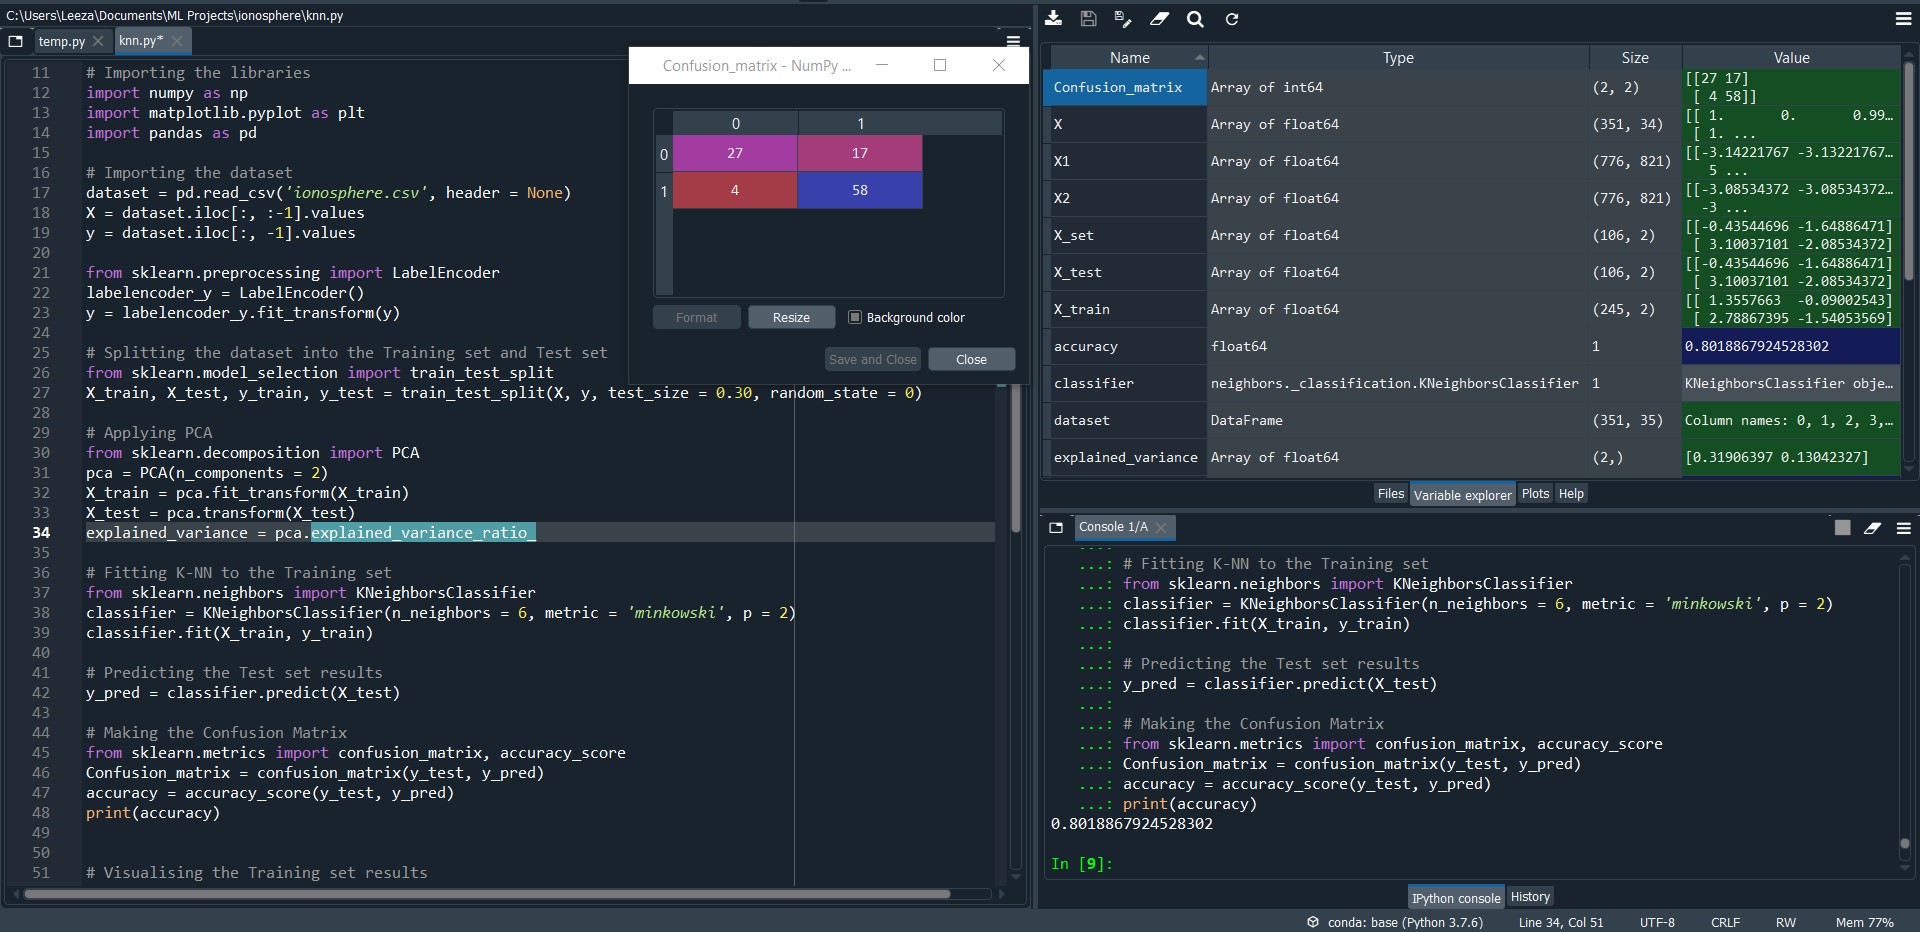 C:\Users\Leeza\Documents\ML Projects\ionosphere\knn.py
temp.py
knn.py*
11 # Importing the libraries
12 import numpy as np
13 import matplotlib.pyplot as plt
14 import pandas as pd
15
16 # Importing the dataset
17 dataset = pd.read_csv('ionosphere.csv', header = None)
18 X = dataset.iloc[:, :-1].values
19 y = dataset.iloc[:, -1].values
20
21 from sklearn.preprocessing import LabelEncoder
22 labelencoder_y = LabelEncoder()
23 y = labelencoder_y.fit_transform(y)
24
25 # Splitting the dataset into the Training set and Test set
26 from sklearn.model_selection import train_test_split
27 X_train, X_test, y_train, y_test = train_test_split(X, y, test_size = 0.30, random_state = 0)
28
29 # Applying PCA
30 from sklearn.decomposition import PCA
31 pca = PCA(n_components = 2)
32 X_train = pca.fit_transform(X_train)
33 X_test = pca.transform(X_test)
34 explained_variance = pca.explained_variance_ratio_
35
36 # Fitting K-NN to the Training set
37 from sklearn.neighbors import KNeighborsClassifier
38 classifier = KNeighborsClassifier(n_neighbors = 6, metric = 'minkowski', p = 2)
39 classifier.fit(X_train, y_train)
40
41 # Predicting the Test set results
42 y_pred = classifier.predict(X_test)
43
44 # Making the Confusion Matrix
45 from sklearn.metrics import confusion_matrix, accuracy_score
46 Confusion_matrix = confusion_matrix(y_test, y_pred)
47 accuracy = accuracy_score(y_test, y_pred)
48 print(accuracy)
49
50
51 # Visualising the Training set results
Confusion_matrix - NumPy ...
0 1
0 27 17
1 4 58
Format Resize Background color
Save and Close Close
Name Type Size Value
Confusion_matrix Array of int64 (2, 2) [[27 17]
[ 4 58]]
X Array of float64 (351, 34) [[ 1. 0. 0.99…
[ 1. ...
X1 Array of float64 (776, 821) [[-3.14221767 -3.13221767…
5 ...
X2 Array of float64 (776, 821) [[-3.08534372 -3.08534372…
-3 ...
X_set Array of float64 (106, 2) [[-0.43544696 -1.64886471]
[ 3.10037101 -2.08534372]
X_test Array of float64 (106, 2) [[-0.43544696 -1.64886471]
[ 3.10037101 -2.08534372]
X_train Array of float64 (245, 2) [[ 1.3557663 -0.09002543]
[ 2.78867395 -1.54053569]
accuracy float64 1 0.8018867924528302
classifier neighbors._classification.KNeighborsClassifier 1 KNeighborsClassifier obje…
dataset DataFrame (351, 35) Column names: 0, 1, 2, 3,…
explained_variance Array of float64 (2,) [0.31906397 0.13042327]
Files Variable explorer Plots Help
Console 1/A
...: # Fitting K-NN to the Training set
...: from sklearn.neighbors import KNeighborsClassifier
...: classifier = KNeighborsClassifier(n_neighbors = 6, metric = 'minkowski', p = 2)
...: classifier.fit(X_train, y_train)
...:
...: # Predicting the Test set results
...: y_pred = classifier.predict(X_test)
...:
...: # Making the Confusion Matrix
...: from sklearn.metrics import confusion_matrix, accuracy_score
...: Confusion_matrix = confusion_matrix(y_test, y_pred)
...: accuracy = accuracy_score(y_test, y_pred)
...: print(accuracy)
0.8018867924528302
In [9]:
IPython console History
conda: base (Python 3.7.6) Line 34, Col 51 UTF-8 CRLF RW Mem 77%